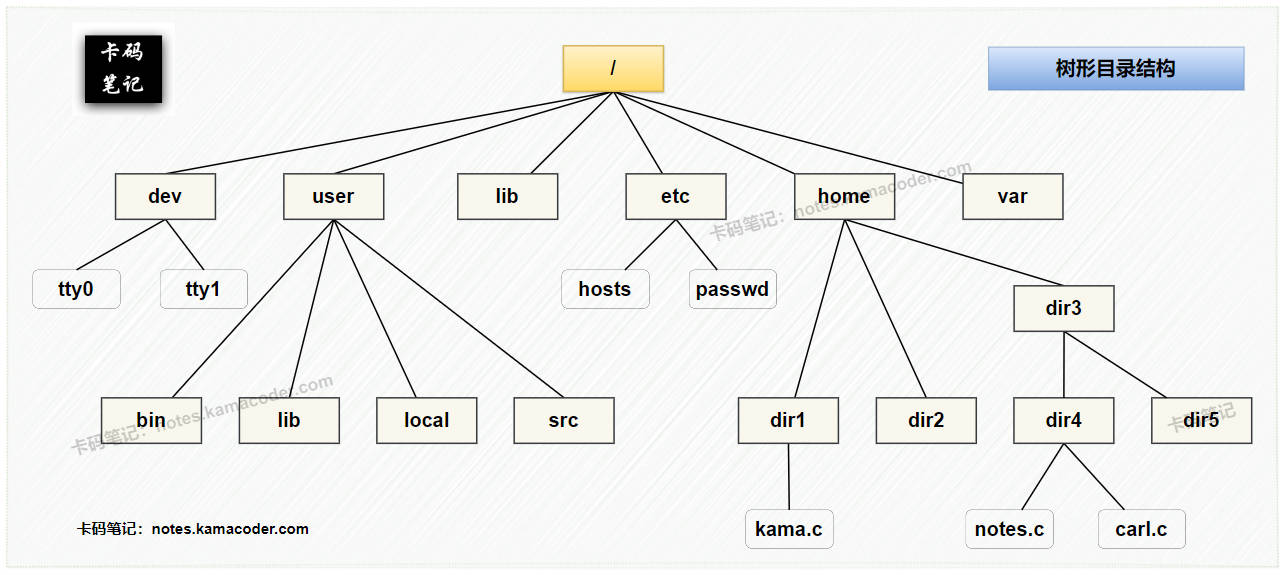 卡码
笔记
/
树形目录结构
dev
user
lib
etc
home
var
卡码笔记：notes.kamacoder.com
tty0
tty1
hosts
passwd
dir3
bin
lib
local
src
dir1
dir2
dir4
dir5
卡码笔记：notes.kamacoder.com
卡码笔记
kama.c
notes.c
carl.c
卡码笔记：notes.kamacoder.com